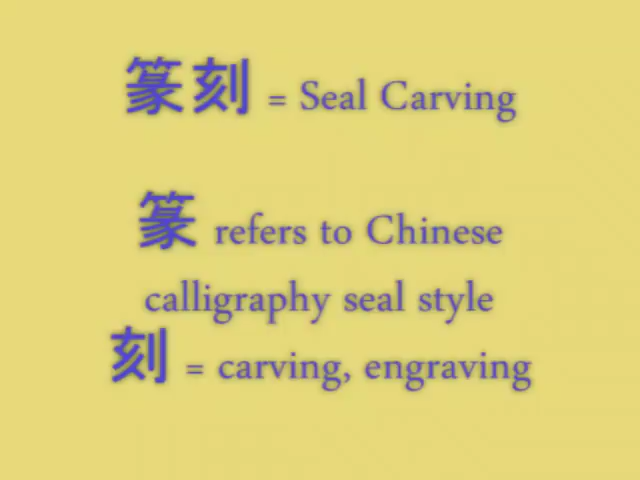 篆刻 = Seal Carving
篆 refers to Chinese
calligraphy seal style
刻 = carving, engraving